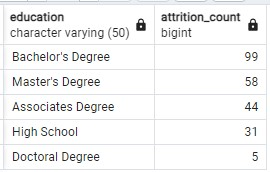 education attrition_count
character varying (50) bigint
Bachelor's Degree 99
Master's Degree 58
Associates Degree 44
High School 31
Doctoral Degree 5